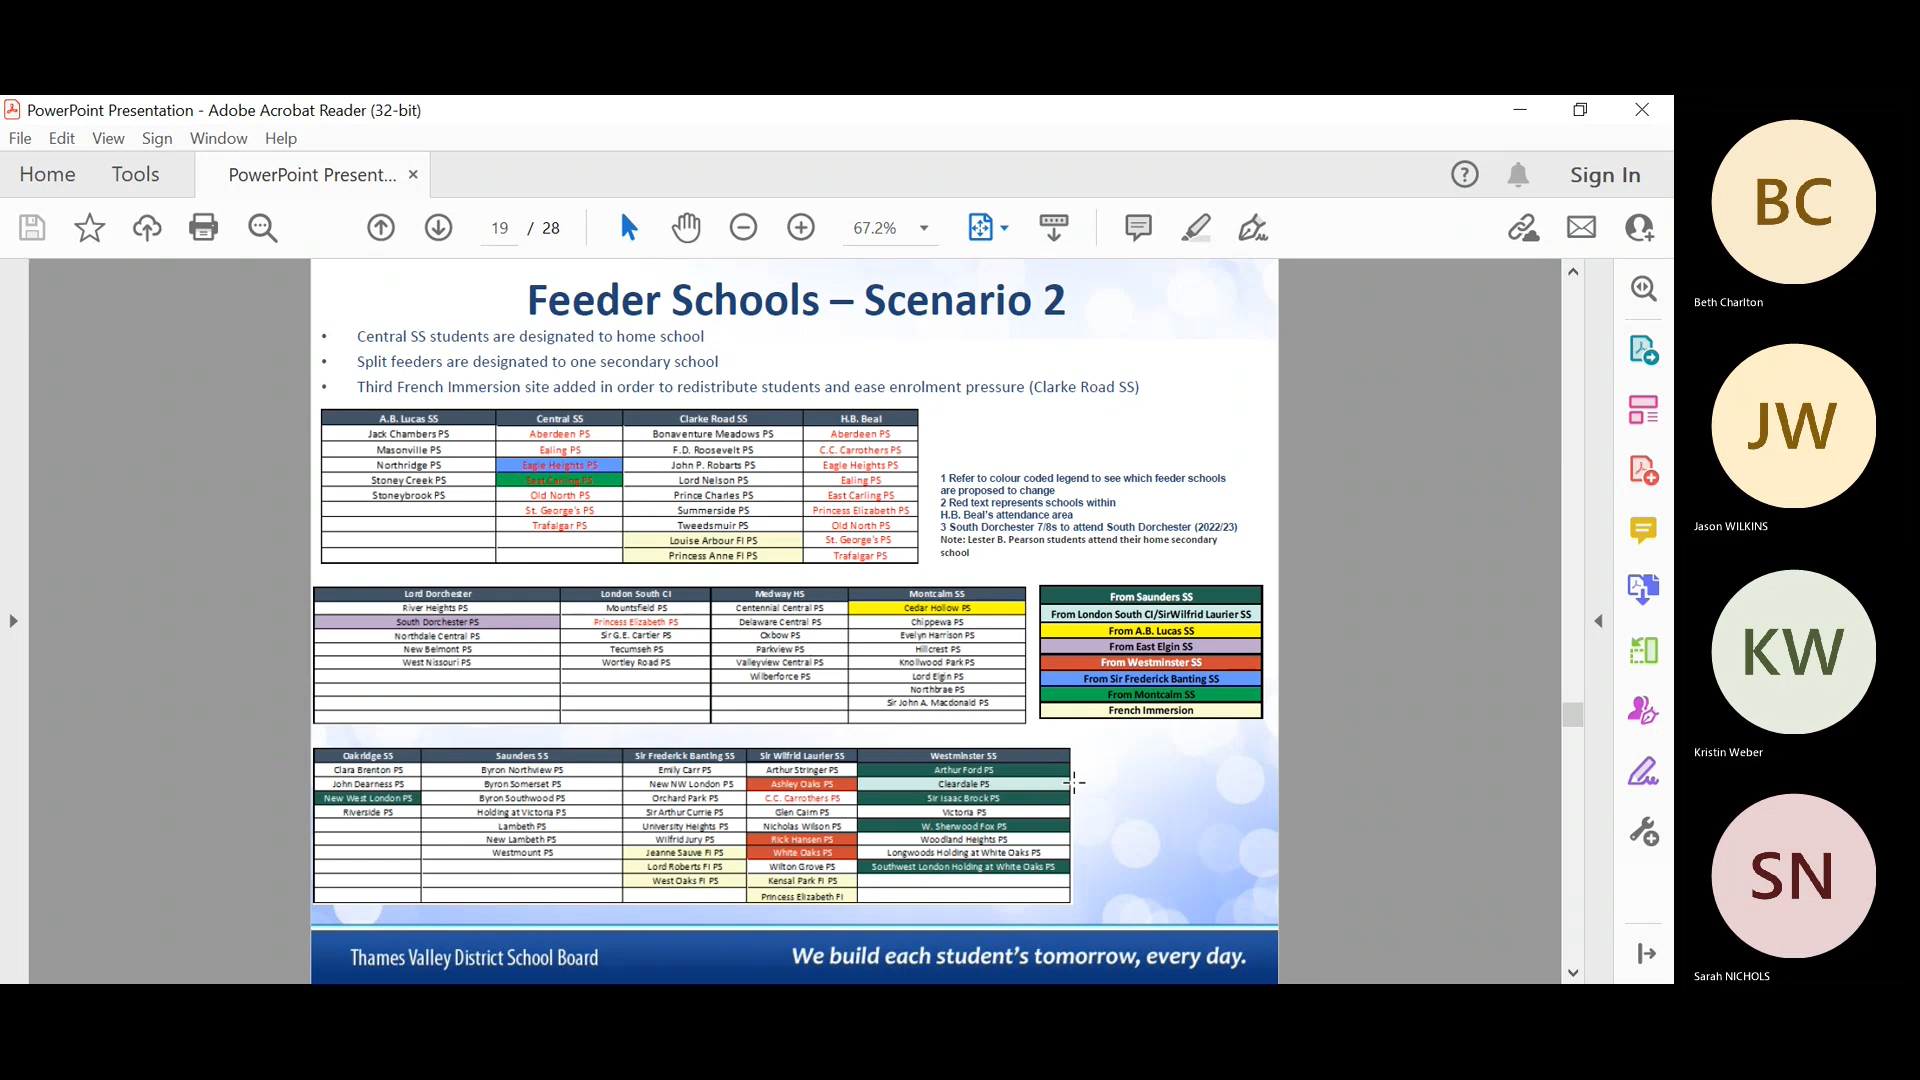 PowerPoint Presentation - Adobe Acrobat Reader (32-bit)
File Edit View Sign Window Help
Home Tools PowerPoint Present... × Sign In
19 / 28 67.2%
Feeder Schools – Scenario 2
• Central SS students are designated to home school
• Split feeders are designated to one secondary school
• Third French Immersion site added in order to redistribute students and ease enrolment pressure (Clarke Road SS)
A.B. Lucas SS Central SS Clarke Road SS H.B. Beal
Jack Chambers PS Aberdeen PS Bonaventure Meadows PS Aberdeen PS
Masonville PS Ealing PS F.D. Roosevelt PS C.C. Carrothers PS
Northridge PS Eagle Heights PS John P. Robarts PS Eagle Heights PS
Stoney Creek PS East Carling PS Lord Nelson PS Ealing PS
Stoneybrook PS Old North PS Prince Charles PS East Carling PS
St. George's PS Summerside PS Princess Elizabeth PS
Trafalgar PS Tweedsmuir PS Old North PS
Louise Arbour FI PS St. George's PS
Princess Anne FI PS Trafalgar PS
1 Refer to colour coded legend to see which feeder schools
are proposed to change
2 Red text represents schools within
H.B. Beal's attendance area
3 South Dorchester 7/8s to attend South Dorchester (2022/23)
Note: Lester B. Pearson students attend their home secondary
school
Lord Dorchester London South CI Medway HS Montcalm SS
River Heights PS Mountsfield PS Centennial Central PS Cedar Hollow PS
South Dorchester PS Princess Elizabeth PS Delaware Central PS Chippewa PS
Northdale Central PS Sir G.E. Cartier PS Oxbow PS Evelyn Harrison PS
New Belmont PS Tecumseh PS Parkview PS Hillcrest PS
West Nissouri PS Wortley Road PS Valleyview Central PS Knollwood Park PS
Wilberforce PS Lord Elgin PS
Northbrae PS
Sir John A. Macdonald PS
From Saunders SS
From London South CI/SirWilfrid Laurier SS
From A.B. Lucas SS
From East Elgin SS
From Westminster SS
From Sir Frederick Banting SS
From Montcalm SS
French Immersion
Oakridge SS Saunders SS Sir Frederick Banting SS Sir Wilfrid Laurier SS Westminster SS
Clara Brenton PS Byron Northview PS Emily Carr PS Arthur Stringer PS Arthur Ford PS
John Dearness PS Byron Somerset PS New NW London PS Ashley Oaks PS Cleardale PS
New West London PS Byron Southwood PS Orchard Park PS C.C. Carrothers PS Sir Isaac Brock PS
Riverside PS Holding at Victoria PS Sir Arthur Currie PS Glen Cairn PS Victoria PS
Lambeth PS University Heights PS Nicholas Wilson PS W. Sherwood Fox PS
New Lambeth PS Wilfrid Jury PS Rick Hansen PS Woodland Heights PS
Westmount PS Jeanne Sauve FI PS White Oaks PS Longwoods Holding at White Oaks PS
Lord Roberts FI PS Wilton Grove PS Southwest London Holding at White Oaks PS
West Oaks FI PS Kensal Park FI PS
Princess Elizabeth FI
Thames Valley District School Board We build each student's tomorrow, every day.
BC
Beth Charlton
JW
Jason WILKINS
KW
Kristin Weber
SN
Sarah NICHOLS